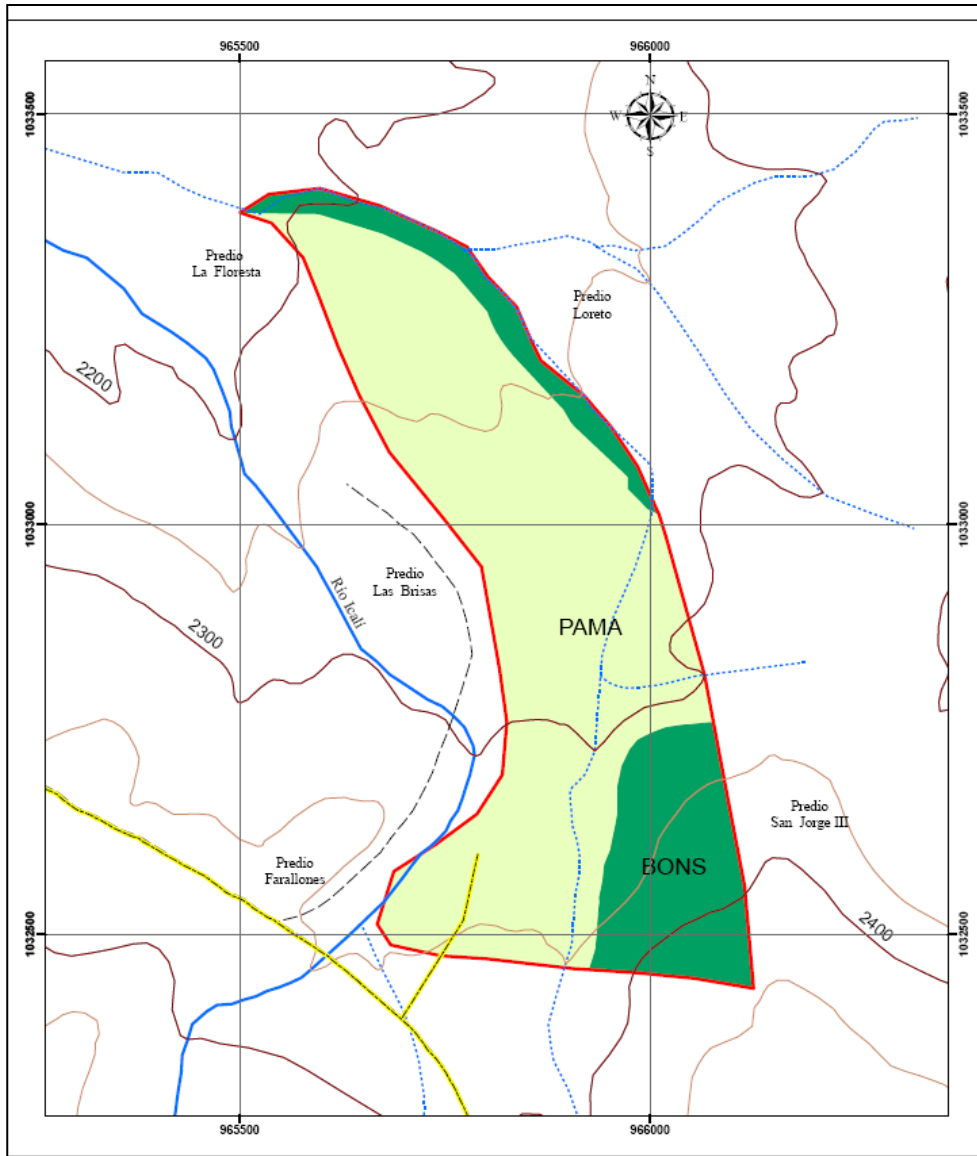 965500
966000
1033500
1033500
N
W
E
S
Predio
La Floresta
Predio
Loreto
2200
1033000
1033000
Predio
Las Brisas
Río Icalí
PAMA
2300
Predio
San Jorge III
Predio
Farallones
BONS
2400
1032500
1032500
965500
966000